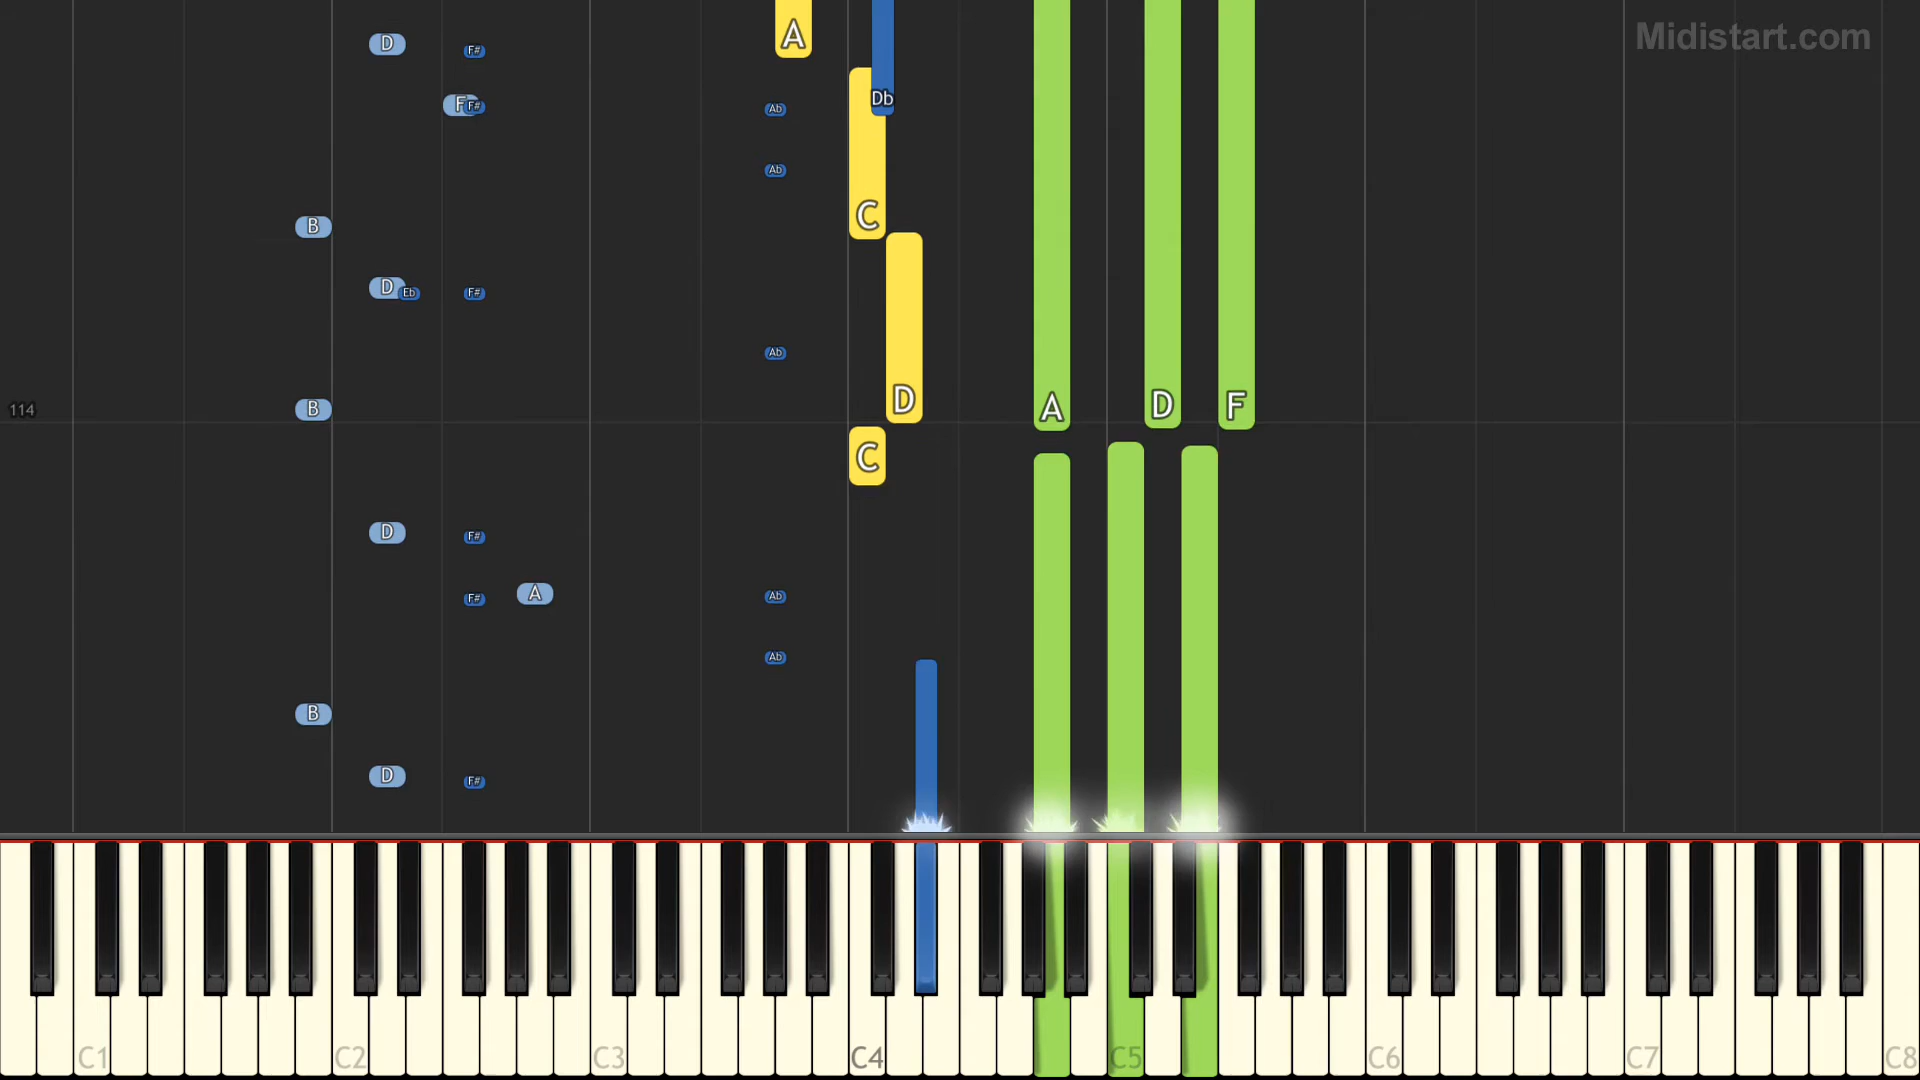 Midistart.com
A
D F#
F F#
Db
Ab
Ab
C
B
D Eb F#
Ab
D
114 B A D F
C
D F#
F# A Ab
Ab
B
D F#
C1 C2 C3 C4 C5 C6 C7 C8